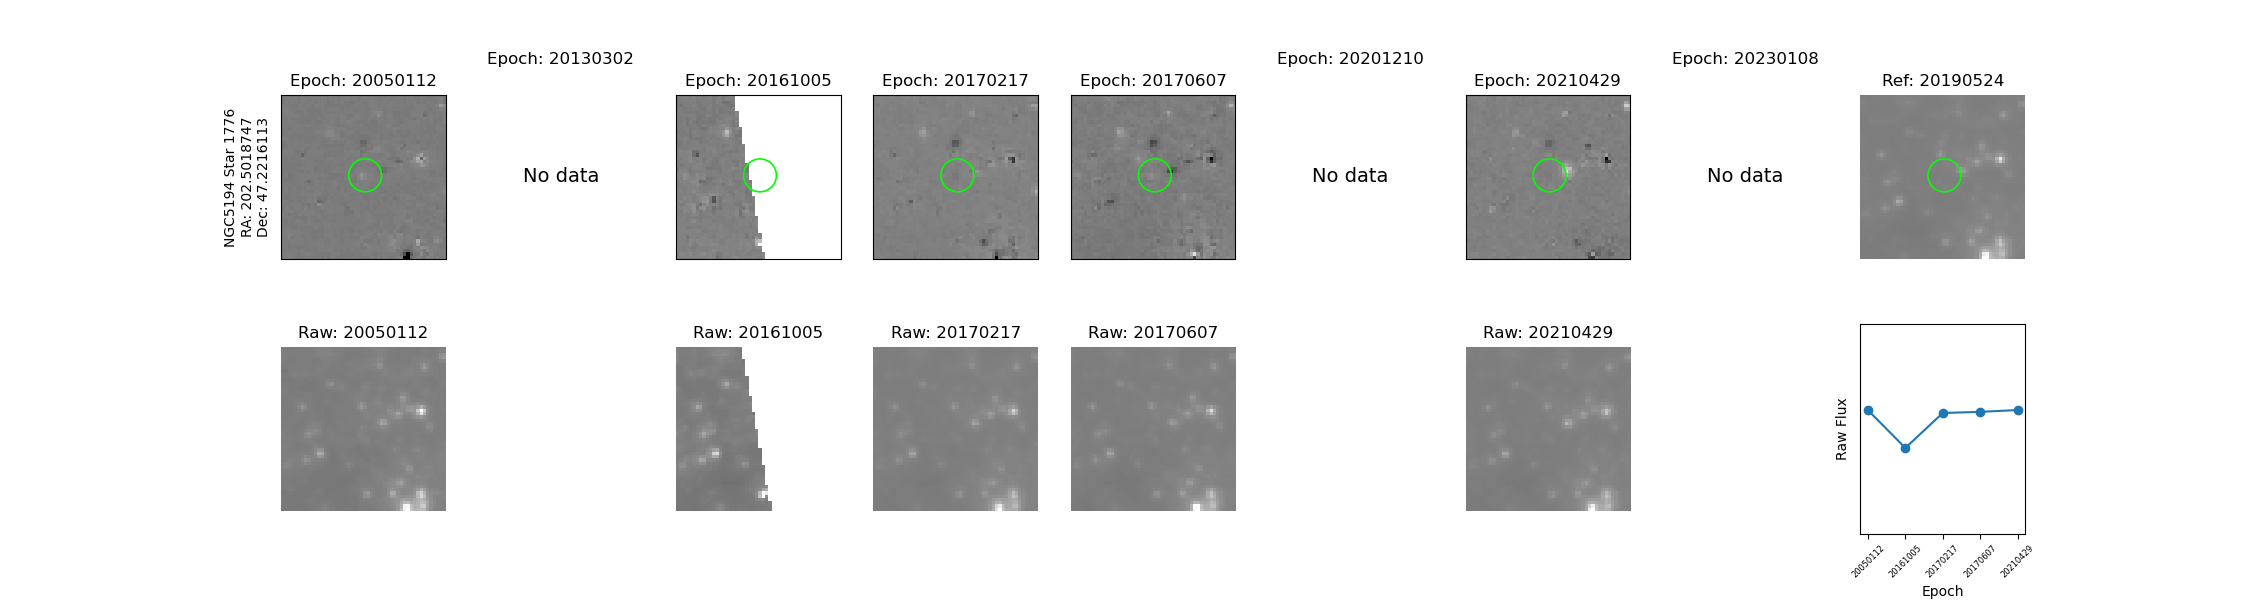 Epoch: 20130302
Epoch: 20201210
Epoch: 20230108
Epoch: 20050112
Epoch: 20161005
Epoch: 20170217
Epoch: 20170607
Epoch: 20210429
Ref: 20190524
NGC5194 Star 1776
RA: 202.5018747
Dec: 47.2216113
No data
No data
No data
Raw: 20050112
Raw: 20161005
Raw: 20170217
Raw: 20170607
Raw: 20210429
Raw Flux
20050112
20161005
20170217
20170607
20210429
Epoch